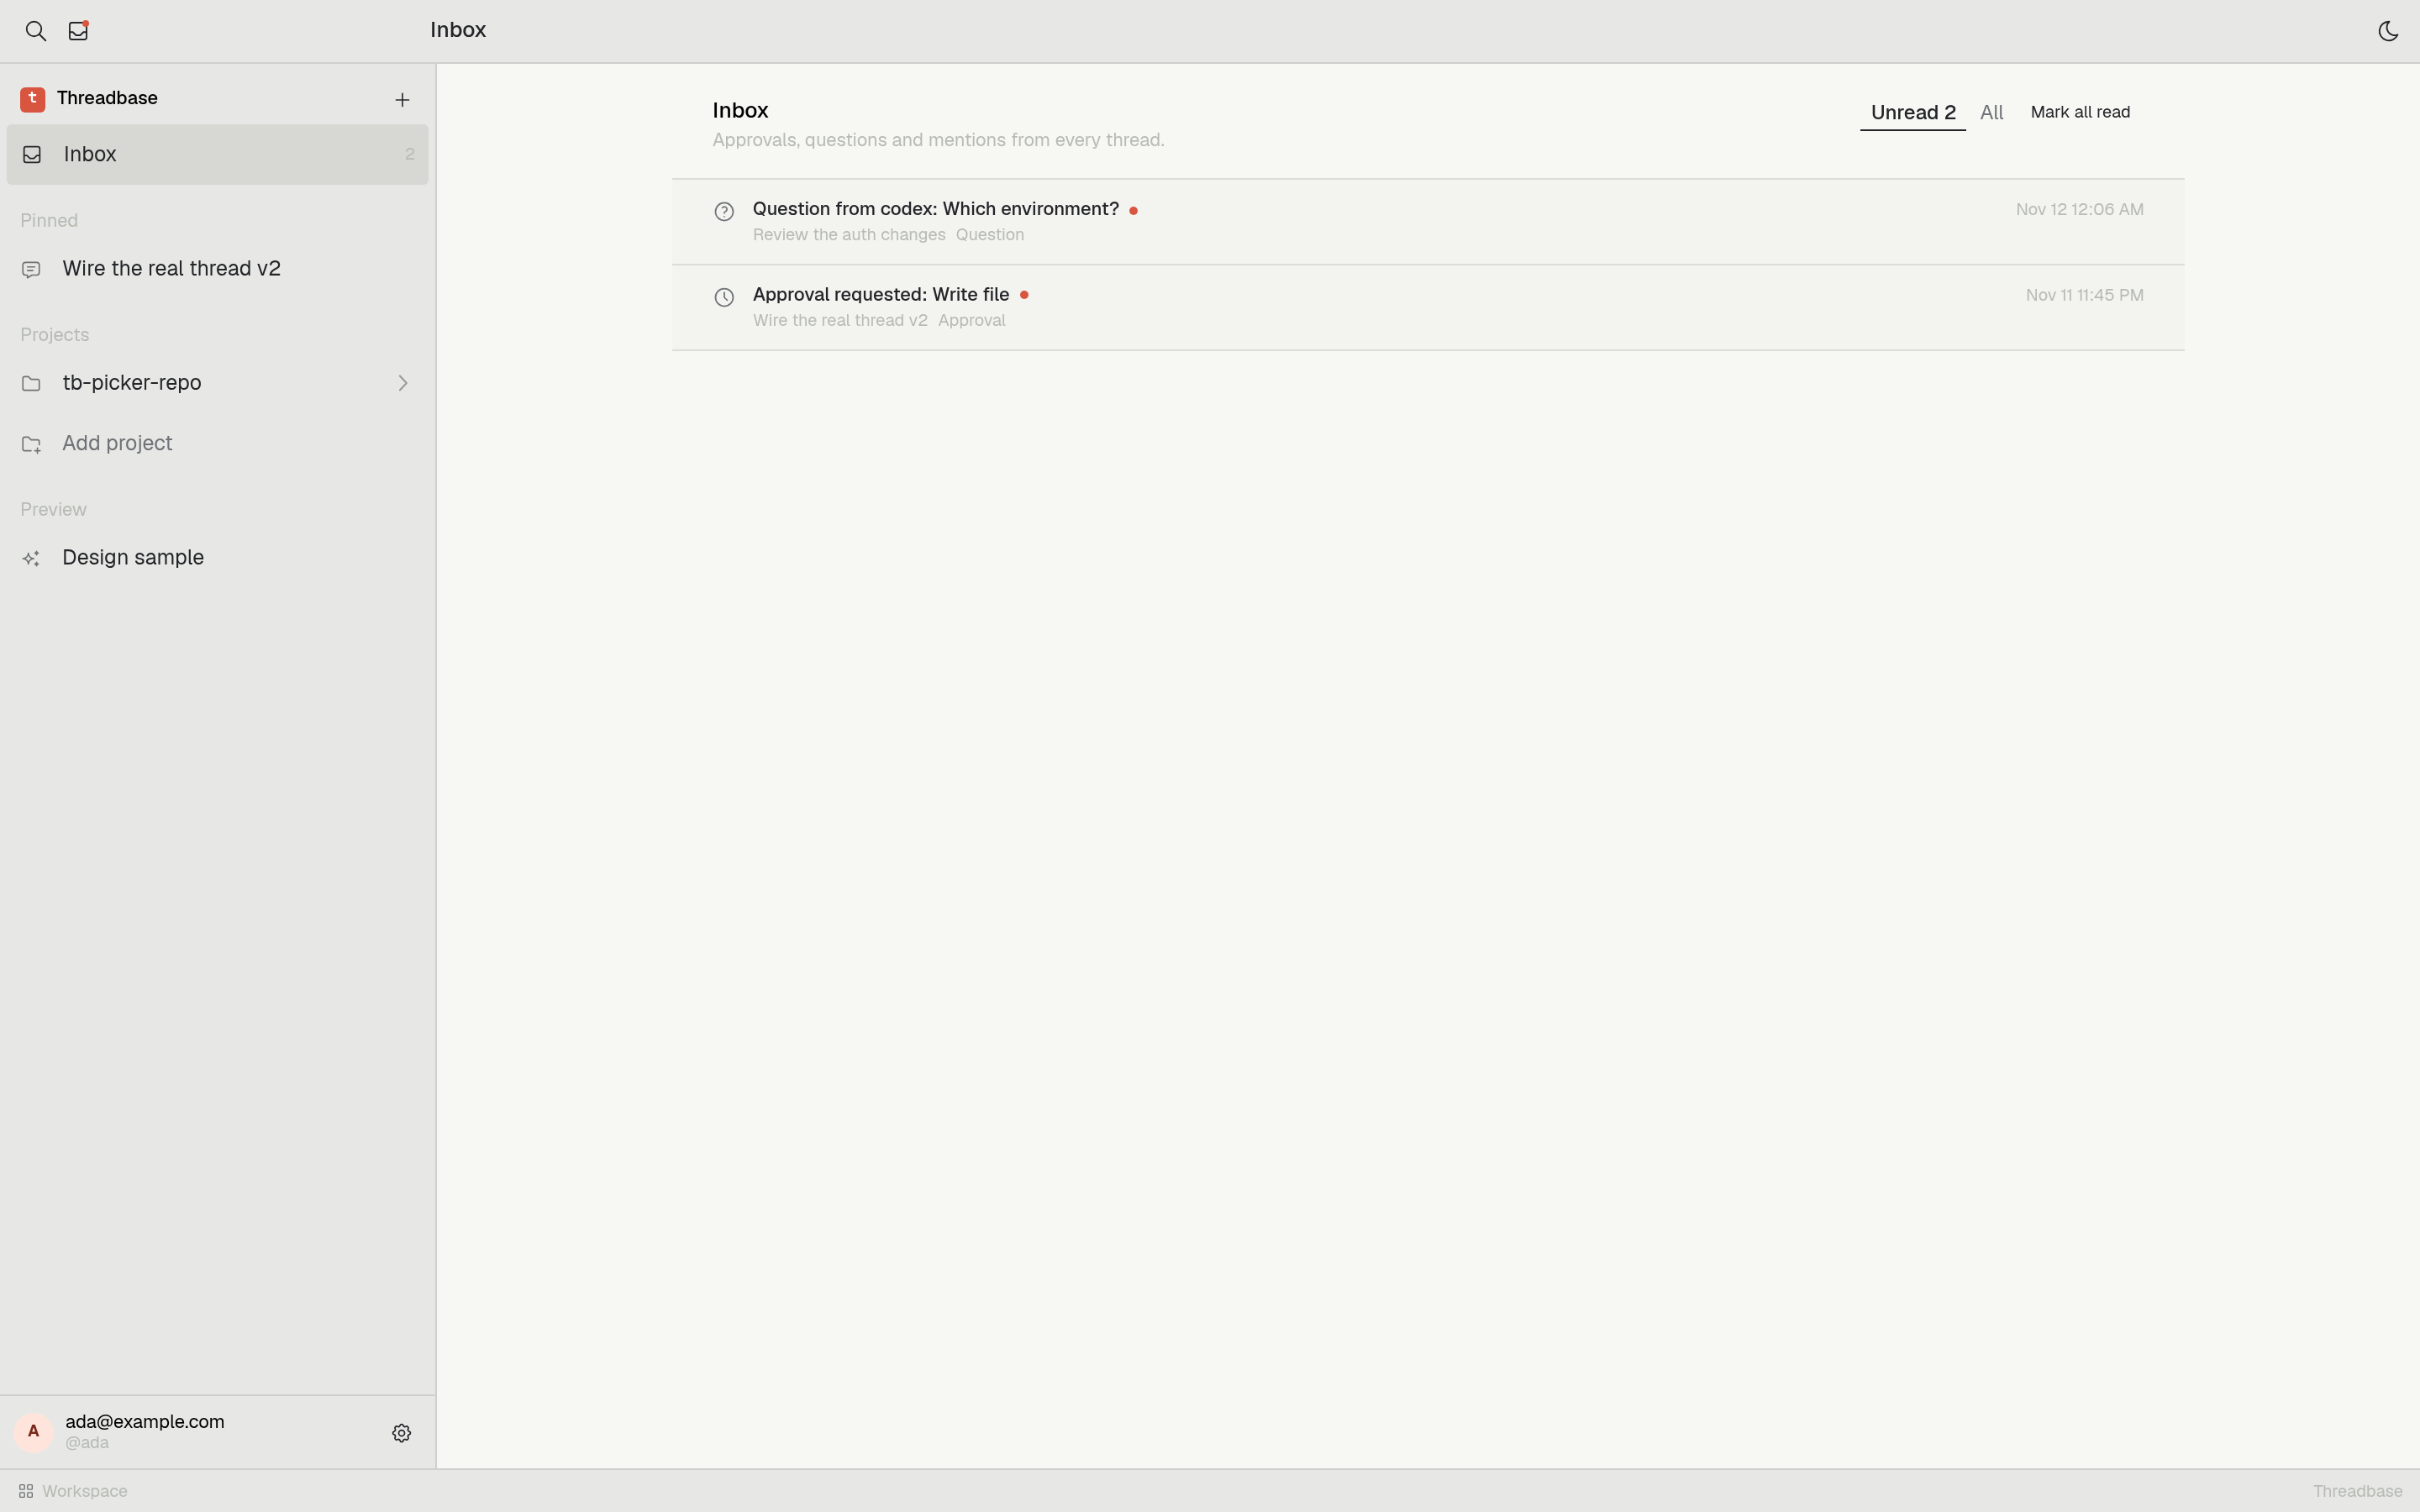 Inbox
t Threadbase
Inbox 2
Pinned
Wire the real thread v2
Projects
tb-picker-repo
Add project
Preview
Design sample
A ada@example.com
@ada
Inbox
Approvals, questions and mentions from every thread.
Unread 2 All Mark all read
Question from codex: Which environment? Nov 12 12:06 AM
Review the auth changes Question
Approval requested: Write file Nov 11 11:45 PM
Wire the real thread v2 Approval
Workspace Threadbase